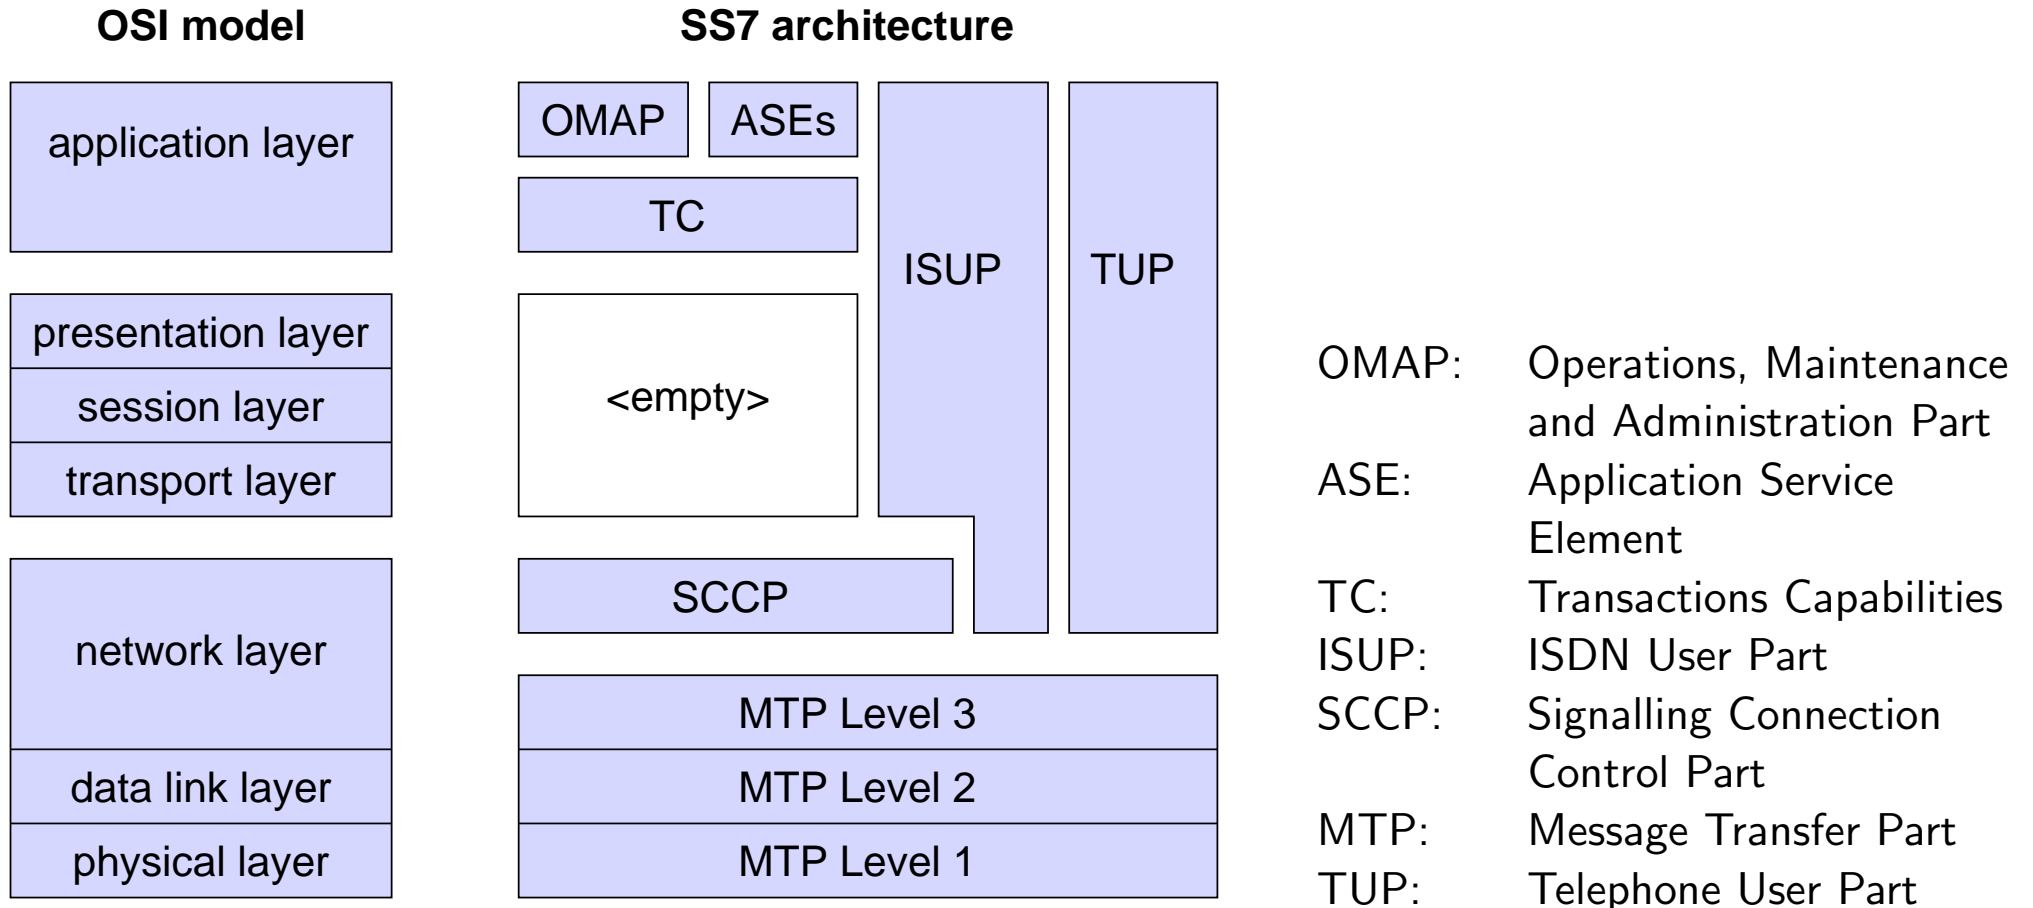 OSI model
SS7 architecture
application layer
presentation layer
session layer
transport layer
network layer
data link layer
physical layer
OMAP
ASEs
TC
ISUP
TUP
<empty>
SCCP
MTP Level 3
MTP Level 2
MTP Level 1
OMAP: Operations, Maintenance
and Administration Part
ASE: Application Service
Element
TC: Transactions Capabilities
ISUP: ISDN User Part
SCCP: Signalling Connection
Control Part
MTP: Message Transfer Part
TUP: Telephone User Part